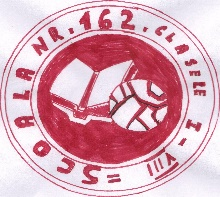 SCOALA NR. 162. CLASELE I - VIII =